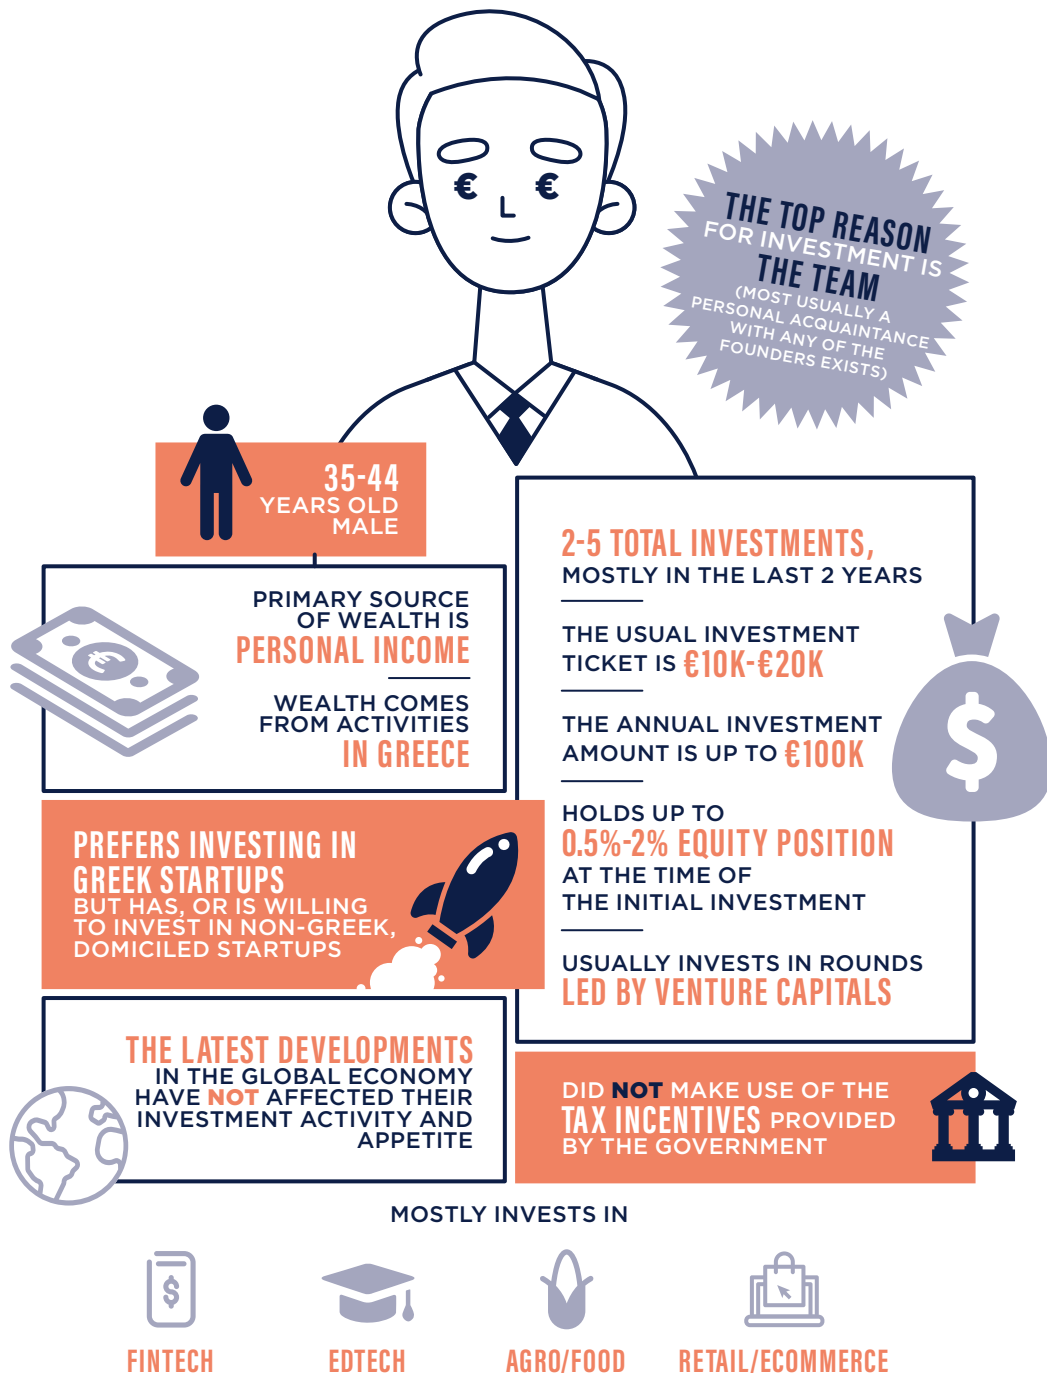 THE TOP REASON
FOR INVESTMENT IS
THE TEAM
(MOST USUALLY A
PERSONAL ACQUAINTANCE
WITH ANY OF THE
FOUNDERS EXISTS)
€ €
35-44
YEARS OLD
MALE
PRIMARY SOURCE
OF WEALTH IS
PERSONAL INCOME
WEALTH COMES
FROM ACTIVITIES
IN GREECE
€
PREFERS INVESTING IN
GREEK STARTUPS
BUT HAS, OR IS WILLING
TO INVEST IN NON-GREEK,
DOMICILED STARTUPS
THE LATEST DEVELOPMENTS
IN THE GLOBAL ECONOMY
HAVE NOT AFFECTED THEIR
INVESTMENT ACTIVITY AND
APPETITE
2-5 TOTAL INVESTMENTS,
MOSTLY IN THE LAST 2 YEARS
THE USUAL INVESTMENT
TICKET IS €10K-€20K
THE ANNUAL INVESTMENT
AMOUNT IS UP TO €100K
$
HOLDS UP TO
0.5%-2% EQUITY POSITION
AT THE TIME OF
THE INITIAL INVESTMENT
USUALLY INVESTS IN ROUNDS
LED BY VENTURE CAPITALS
DID NOT MAKE USE OF THE
TAX INCENTIVES PROVIDED
BY THE GOVERNMENT
MOSTLY INVESTS IN
$
FINTECH
EDTECH
AGRO/FOOD
RETAIL/ECOMMERCE